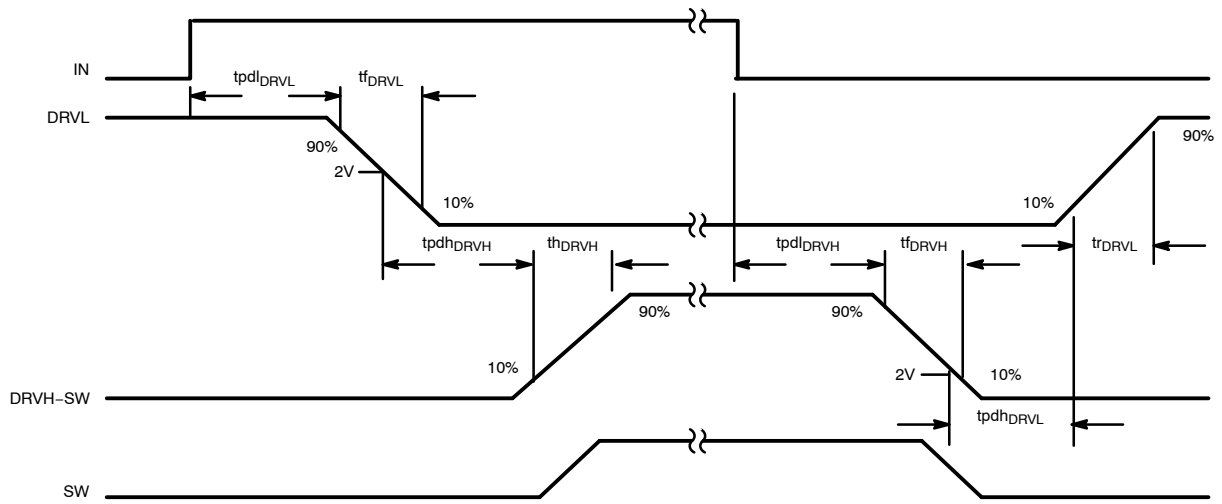 IN
tpdlDRVL
tfDRVL
DRVL
90%
90%
2V
10%
10%
tpdhDRVH
thDRVH
tpdlDRVH
tfDRVH
trDRVL
90%
90%
10%
2V
10%
DRVH−SW
tpdhDRVL
SW